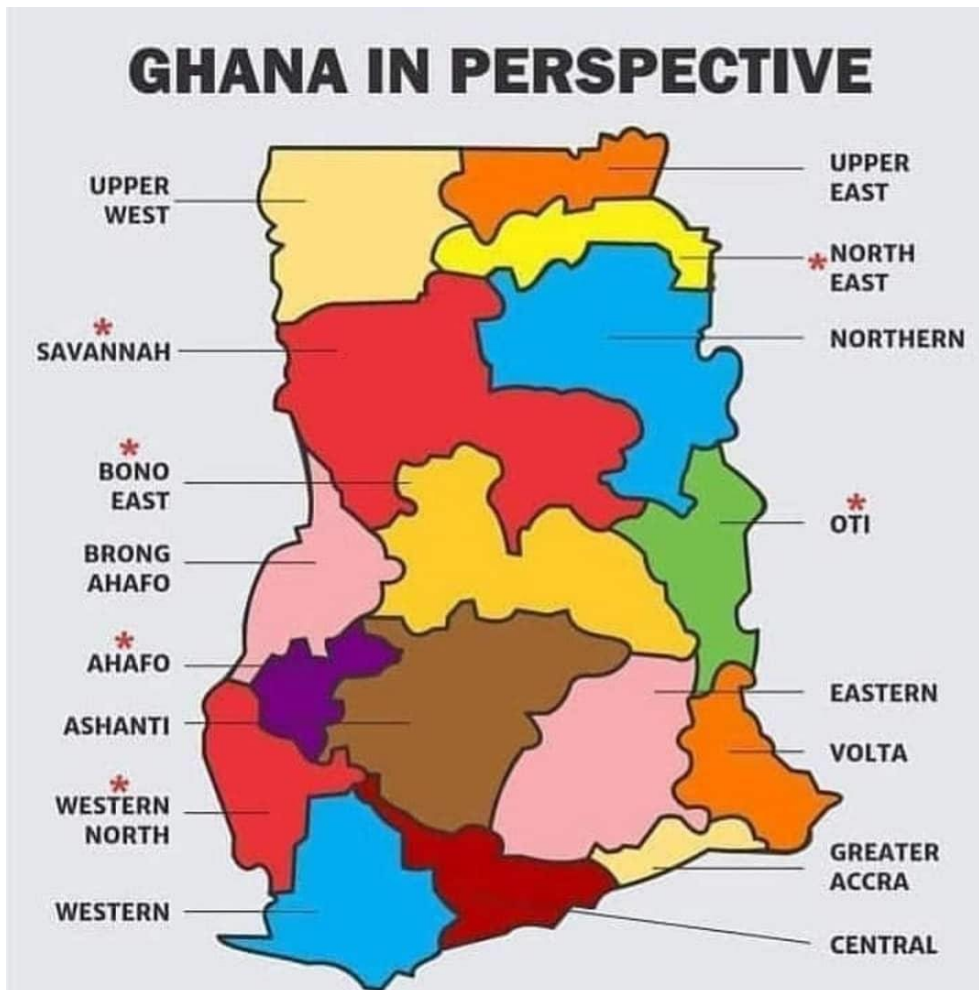 GHANA IN PERSPECTIVE
UPPER
WEST
*
SAVANNAH
*
BONO
EAST
BRONG
AHAFO
*
AHAFO
ASHANTI
*
WESTERN
NORTH
WESTERN
UPPER
EAST
*NORTH
EAST
NORTHERN
*
OTI
EASTERN
VOLTA
GREATER
ACCRA
CENTRAL